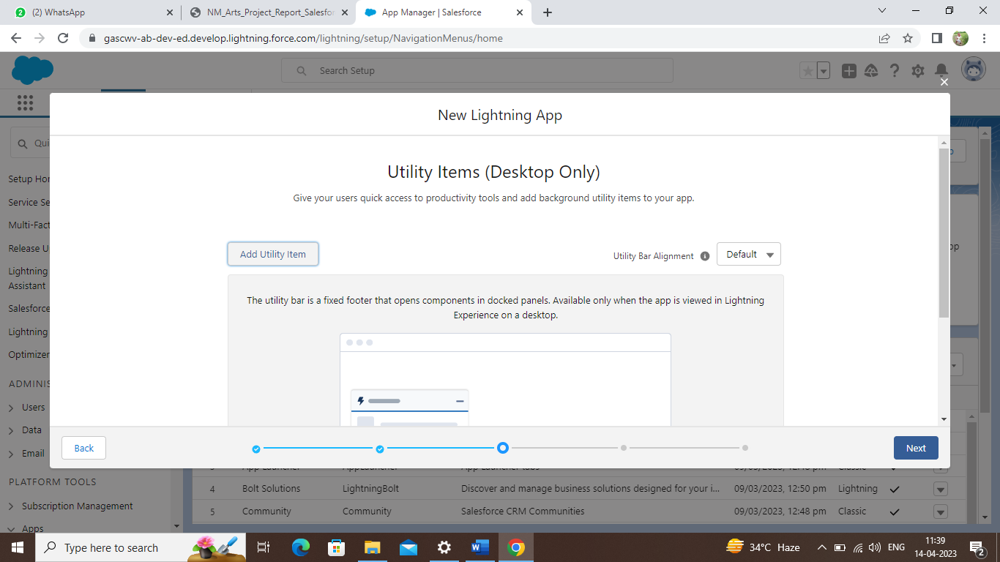 (2) WhatsApp
NM_Arts_Project_Report_Salesfor
App Manager | Salesforce
gascwv-ab-dev-ed.develop.lightning.force.com/lightning/setup/NavigationMenus/home
Search Setup
New Lightning App
Qui
Setup Hor
Service Se
Multi-Fact
Release U
Lightning
Assistant
Salesforce
Lightning
Optimizer
ADMINIS
Users
Data
Email
PLATFORM TOOLS
Subscription Management
Apps
Utility Items (Desktop Only)
Give your users quick access to productivity tools and add background utility items to your app.
Add Utility Item
Utility Bar Alignment
Default
The utility bar is a fixed footer that opens components in docked panels. Available only when the app is viewed in Lightning
Experience on a desktop.
Back
Next
4 Bolt Solutions LightningBolt Discover and manage business solutions designed for your i... 09/03/2023, 12:50 pm Lightning
5 Community Community Salesforce CRM Communities 09/03/2023, 12:48 pm Classic
Type here to search
34°C Haze
ENG
11:39
14-04-2023
2